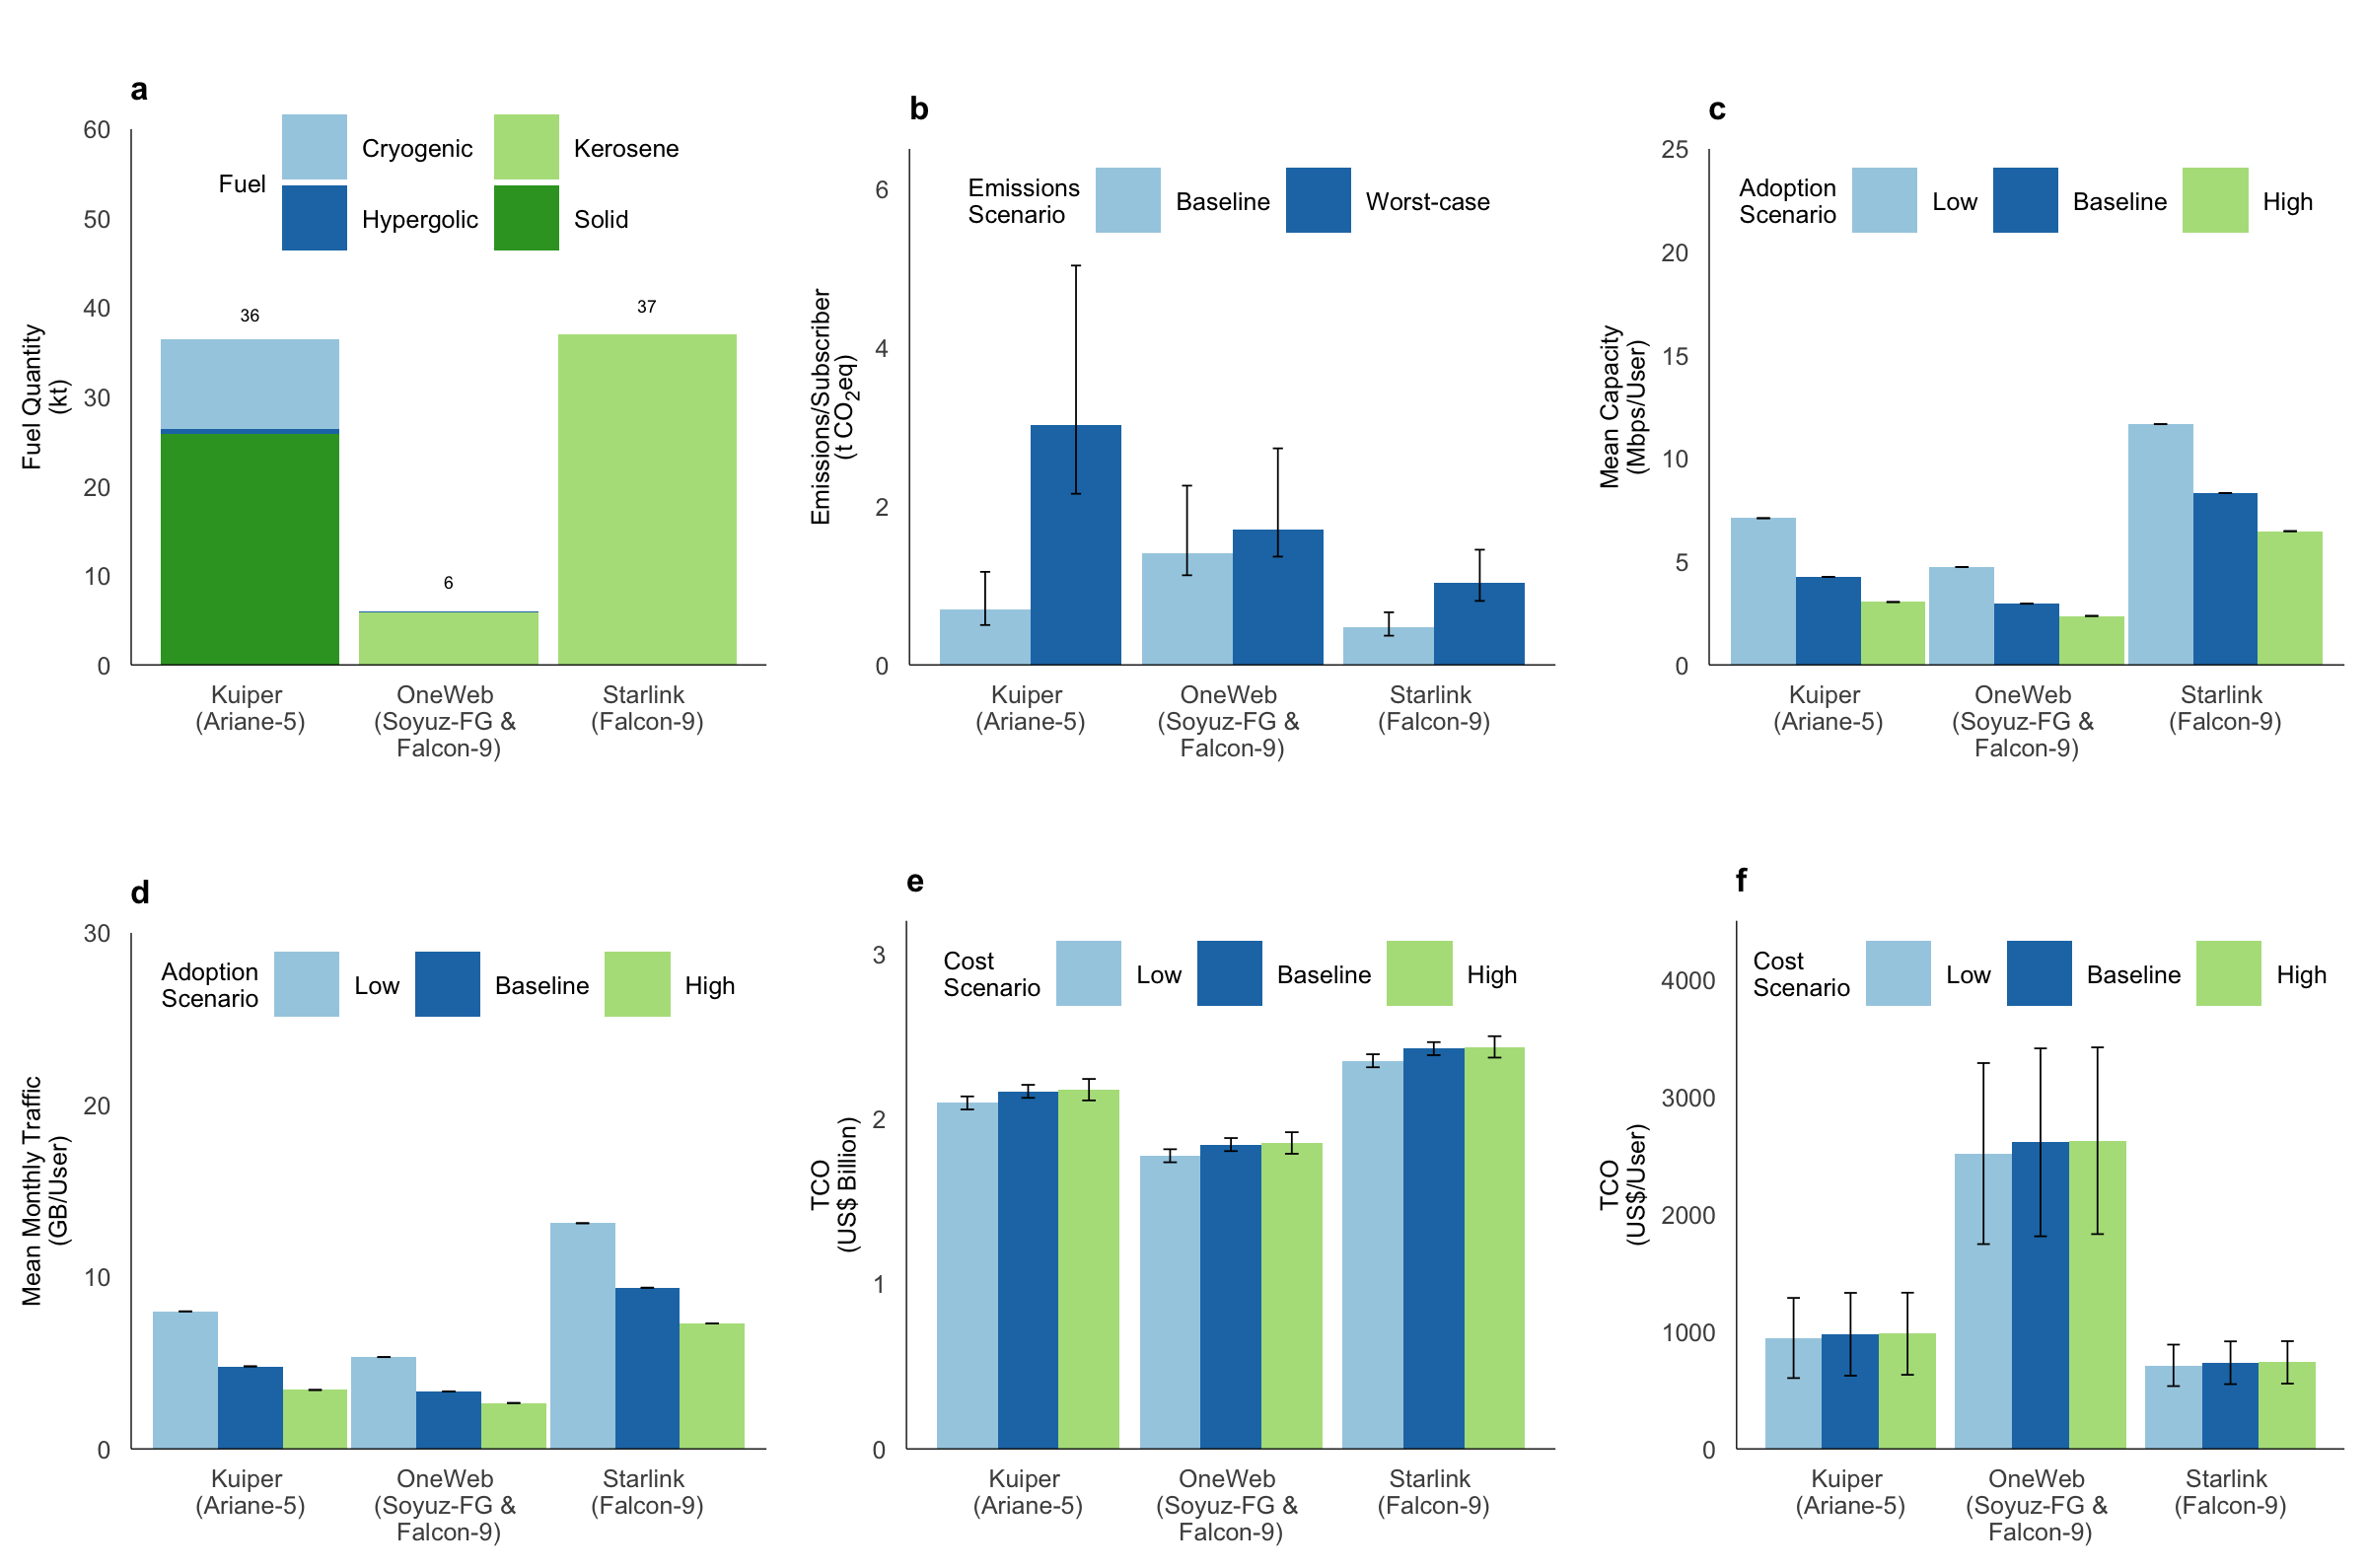 a
Fuel
Cryogenic
Kerosene
Hypergolic
Solid
Fuel Quantity
(kt)
60
50
40
30
20
10
0
36
6
37
Kuiper
(Ariane-5)
OneWeb
(Soyuz-FG &
Falcon-9)
Starlink
(Falcon-9)
b
Emissions
Scenario
Baseline
Worst-case
Emissions/Subscriber
(t CO₂eq)
6
4
2
0
Kuiper
(Ariane-5)
OneWeb
(Soyuz-FG &
Falcon-9)
Starlink
(Falcon-9)
c
Adoption
Scenario
Low
Baseline
High
Mean Capacity
(Mbps/User)
25
20
15
10
5
0
Kuiper
(Ariane-5)
OneWeb
(Soyuz-FG &
Falcon-9)
Starlink
(Falcon-9)
d
Adoption
Scenario
Low
Baseline
High
Mean Monthly Traffic
(GB/User)
30
20
10
0
Kuiper
(Ariane-5)
OneWeb
(Soyuz-FG &
Falcon-9)
Starlink
(Falcon-9)
e
Cost
Scenario
Low
Baseline
High
TCO
(US$ Billion)
3
2
1
0
Kuiper
(Ariane-5)
OneWeb
(Soyuz-FG &
Falcon-9)
Starlink
(Falcon-9)
f
Cost
Scenario
Low
Baseline
High
TCO
(US$/User)
4000
3000
2000
1000
0
Kuiper
(Ariane-5)
OneWeb
(Soyuz-FG &
Falcon-9)
Starlink
(Falcon-9)